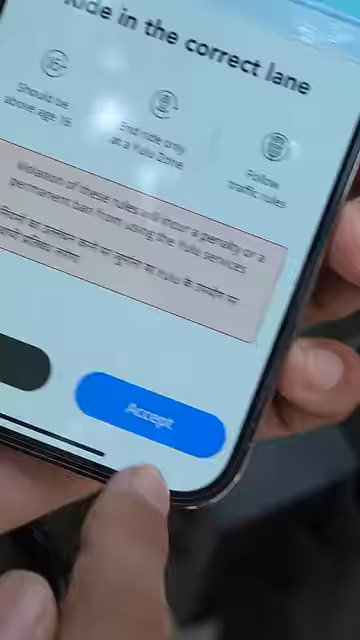 Ride in the correct lane
Should be
above age 16
End ride only
at a Yulu Zone
Follow
traffic rules
Violation of these rules will incur a penalty or a
permanent ban from using the Yulu services
Accept